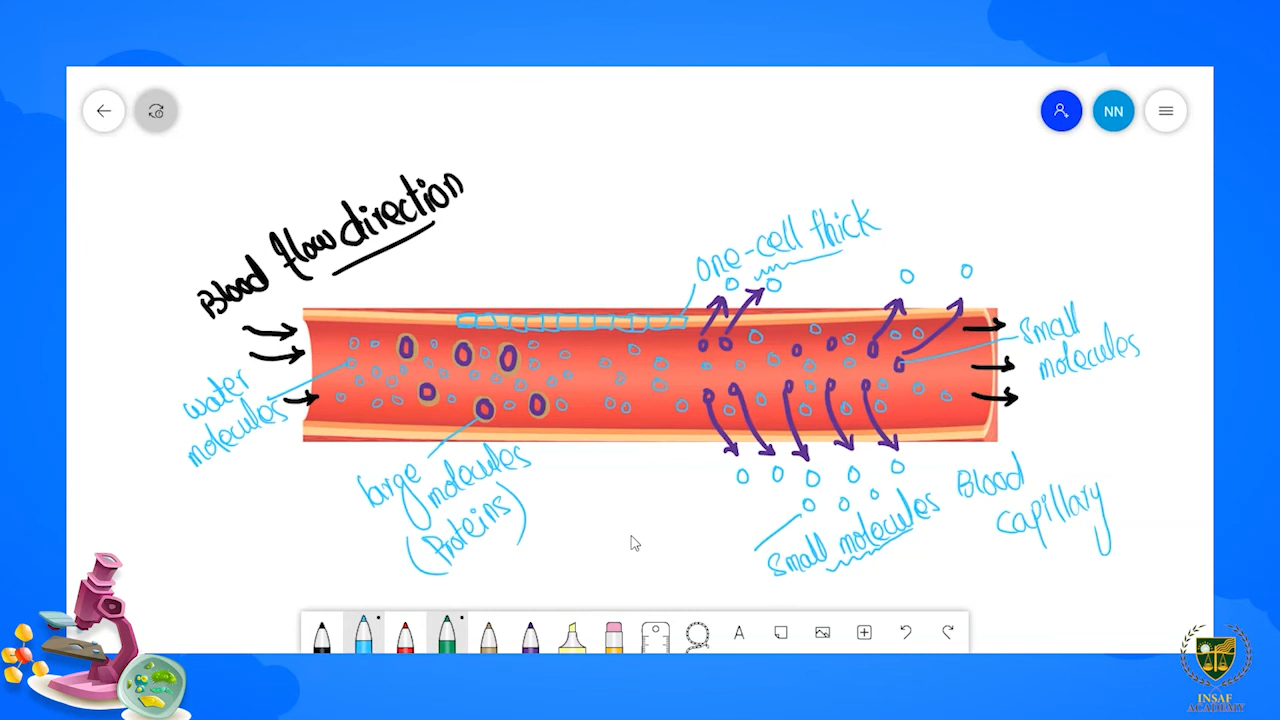 NN
Blood flow direction
one-cell thick
small
molecules
water
molecules
large
molecules
(Proteins)
small molecules
Blood
capillary
A
INSAF
ACADEMY